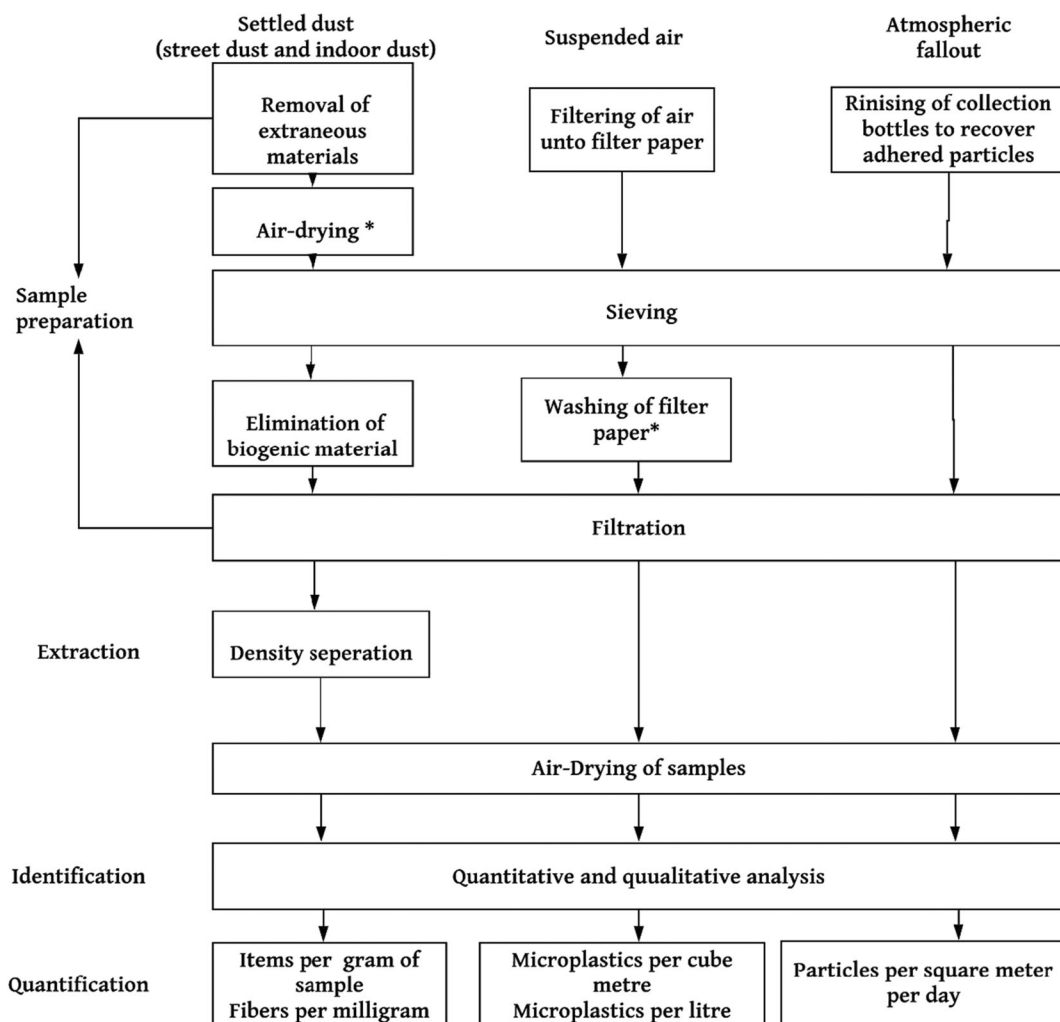 Settled dust
(street dust and indoor dust)
Suspended air
Atmospheric
fallout
Removal of
extraneous
materials
Filtering of air
unto filter paper
Rinising of collection
bottles to recover
adhered particles
Air-drying *
Sample
preparation
Sieving
Elimination of
biogenic material
Washing of filter
paper*
Filtration
Extraction
Density seperation
Air-Drying of samples
Identification
Quantitative and quualitative analysis
Quantification
Items per gram of
sample
Fibers per milligram
Microplastics per cube
metre
Microplastics per litre
Particles per square meter
per day